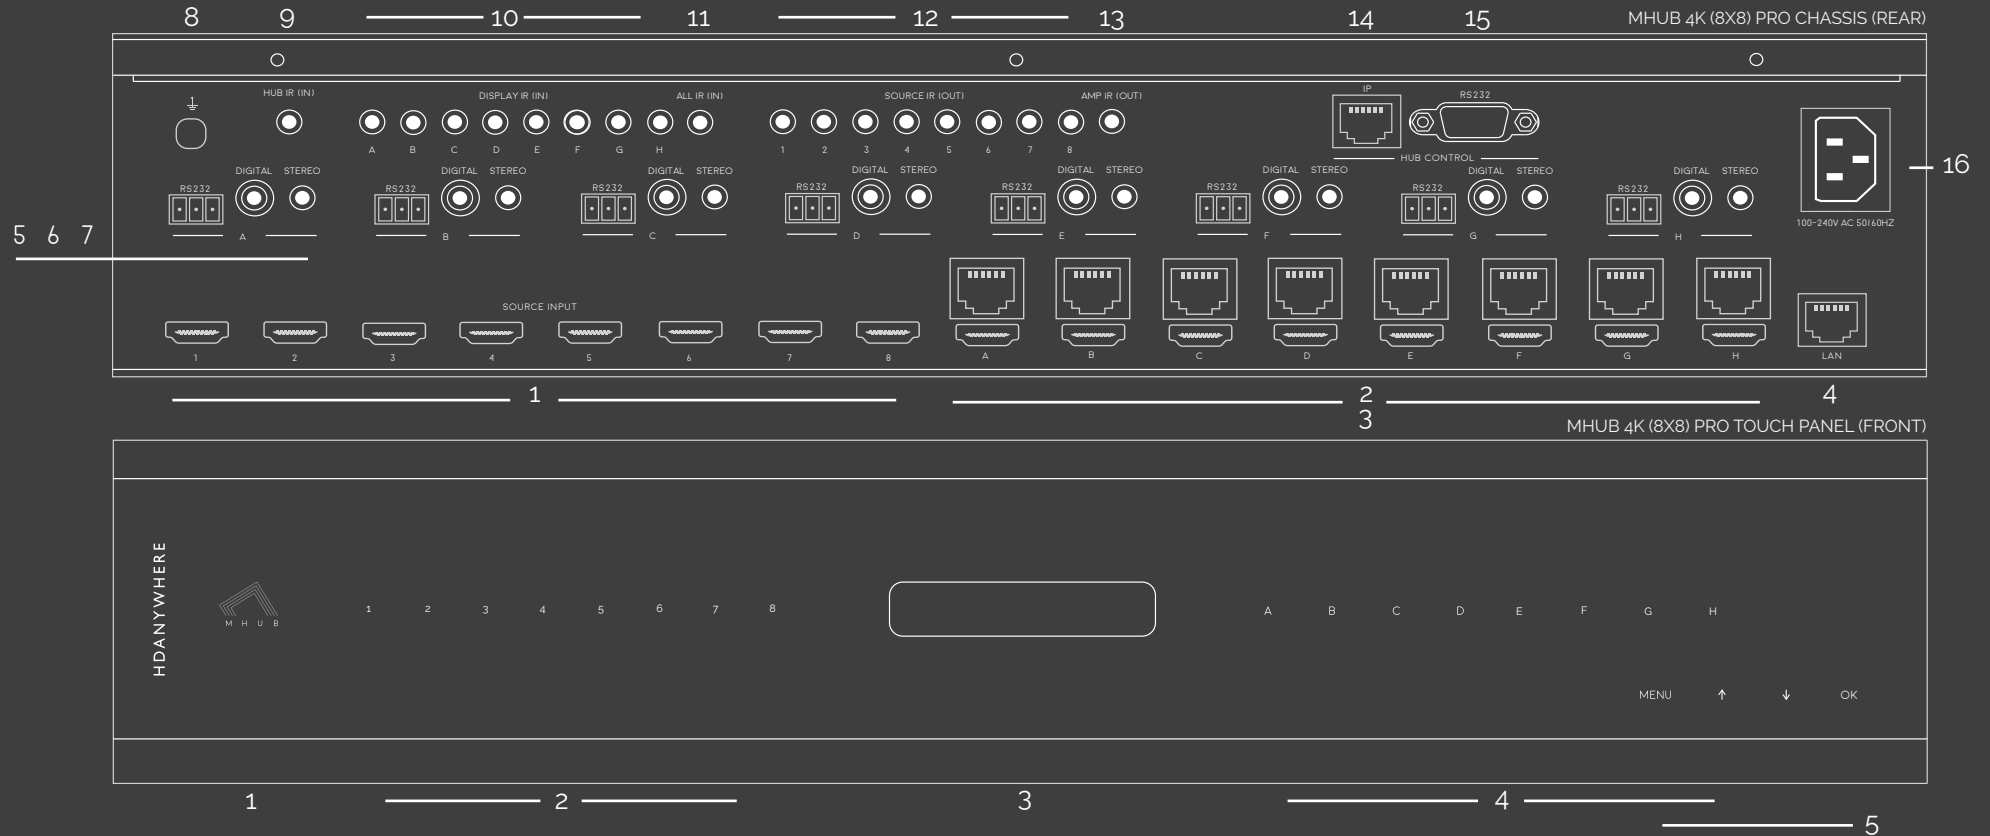 8 9 10 11 12 13 14 15 MHUB 4K (8X8) PRO CHASSIS (REAR)
HUB IR (IN) DISPLAY IR (IN) ALL IR (IN) SOURCE IR (OUT) AMP IR (OUT) IP RS232
A B C D E F G H 1 2 3 4 5 6 7 8
HUB CONTROL
16
DIGITAL STEREO DIGITAL STEREO DIGITAL STEREO DIGITAL STEREO DIGITAL STEREO DIGITAL STEREO DIGITAL STEREO DIGITAL STEREO
RS232 RS232 RS232 RS232 RS232 RS232 RS232 RS232
100-240V AC 50/60HZ
5 6 7 A B C D E F G H
SOURCE INPUT
1 2 3 4 5 6 7 8 A B C D E F G H LAN
1 2 4
3
MHUB 4K (8X8) PRO TOUCH PANEL (FRONT)
HDANYWHERE
MHUB
1 2 3 4 5 6 7 8 A B C D E F G H
MENU ↑ ↓ OK
1 2 3 4
5